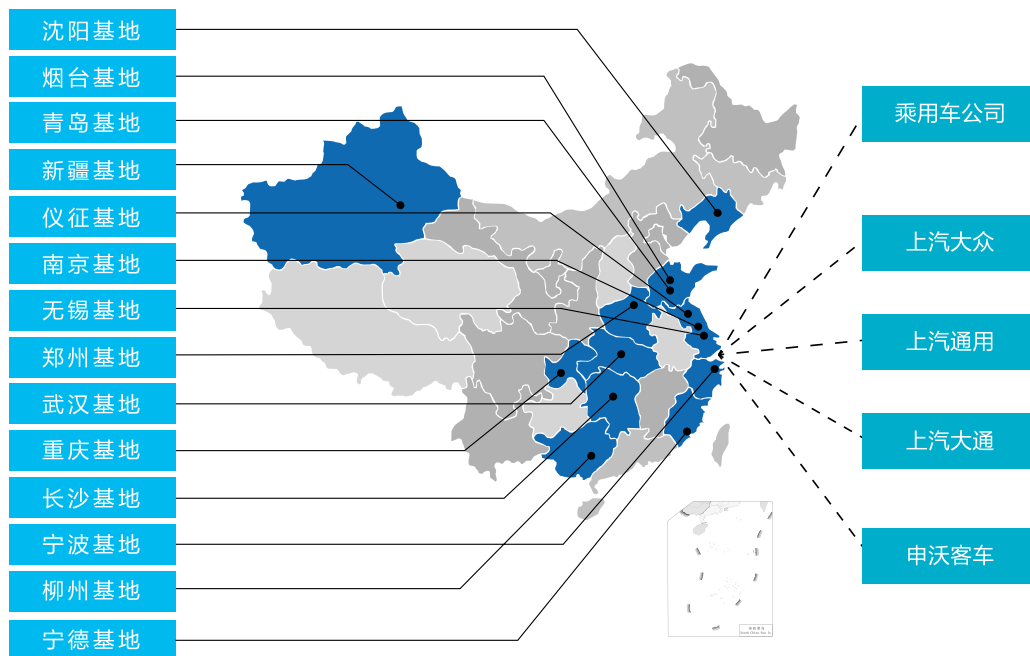 沈阳基地
烟台基地
青岛基地
新疆基地
仪征基地
南京基地
无锡基地
郑州基地
武汉基地
重庆基地
长沙基地
宁波基地
柳州基地
宁德基地
乘用车公司
上汽大众
上汽通用
上汽大通
申沃客车